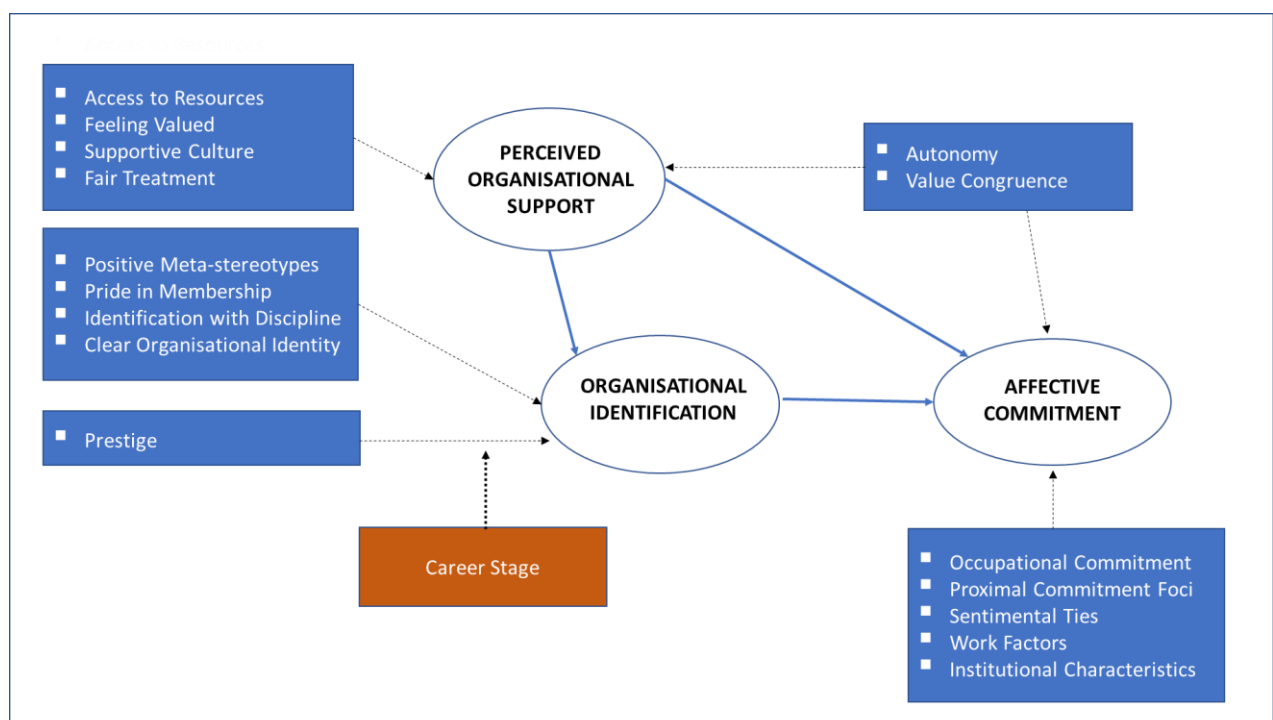 Access to Resources
Feeling Valued
Supportive Culture
Fair Treatment
PERCEIVED
ORGANISATIONAL
SUPPORT
Autonomy
Value Congruence
Positive Meta-stereotypes
Pride in Membership
Identification with Discipline
Clear Organisational Identity
ORGANISATIONAL
IDENTIFICATION
AFFECTIVE
COMMITMENT
Prestige
Career Stage
Occupational Commitment
Proximal Commitment Foci
Sentimental Ties
Work Factors
Institutional Characteristics